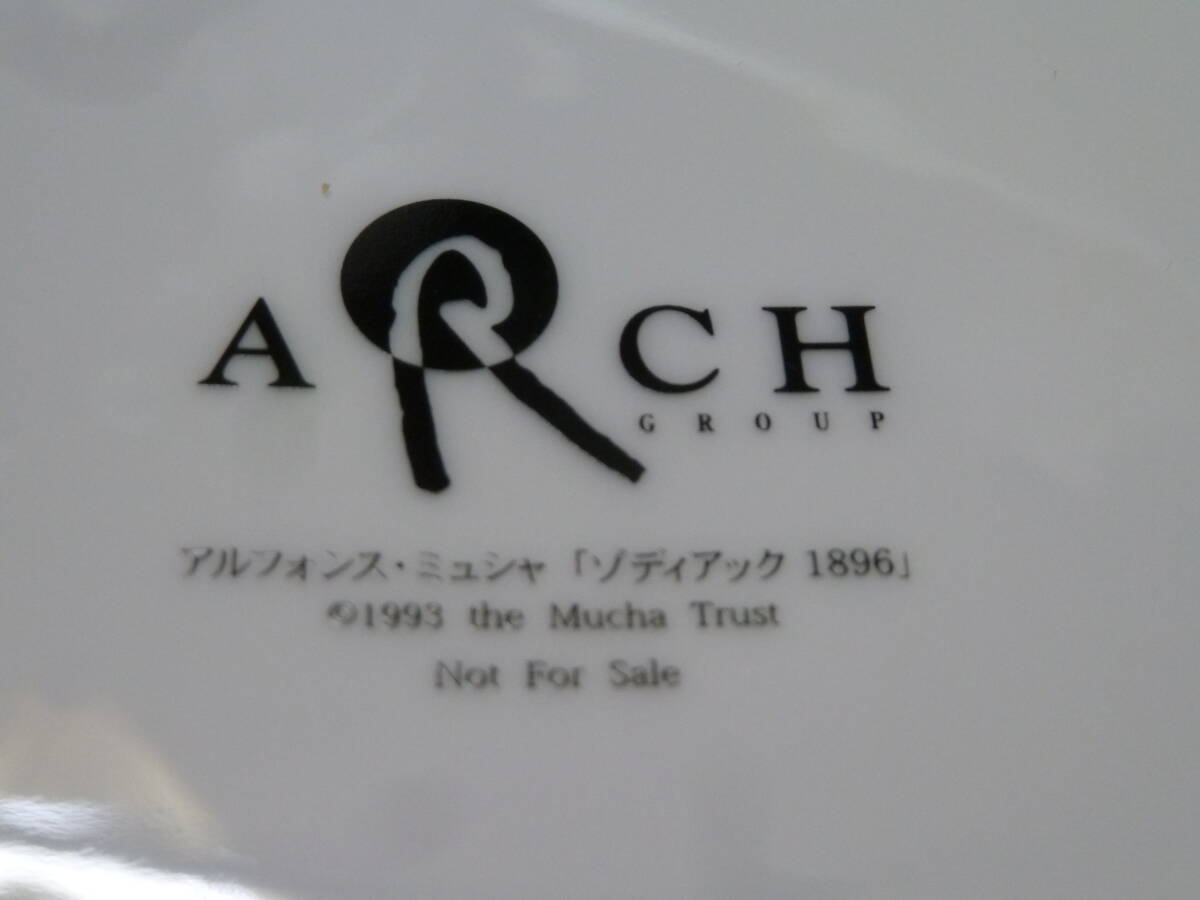 ARCH
GROUP
アルフォンス・ミュシャ「ゾディアック 1896」
©1993 the Mucha Trust
Not For Sale